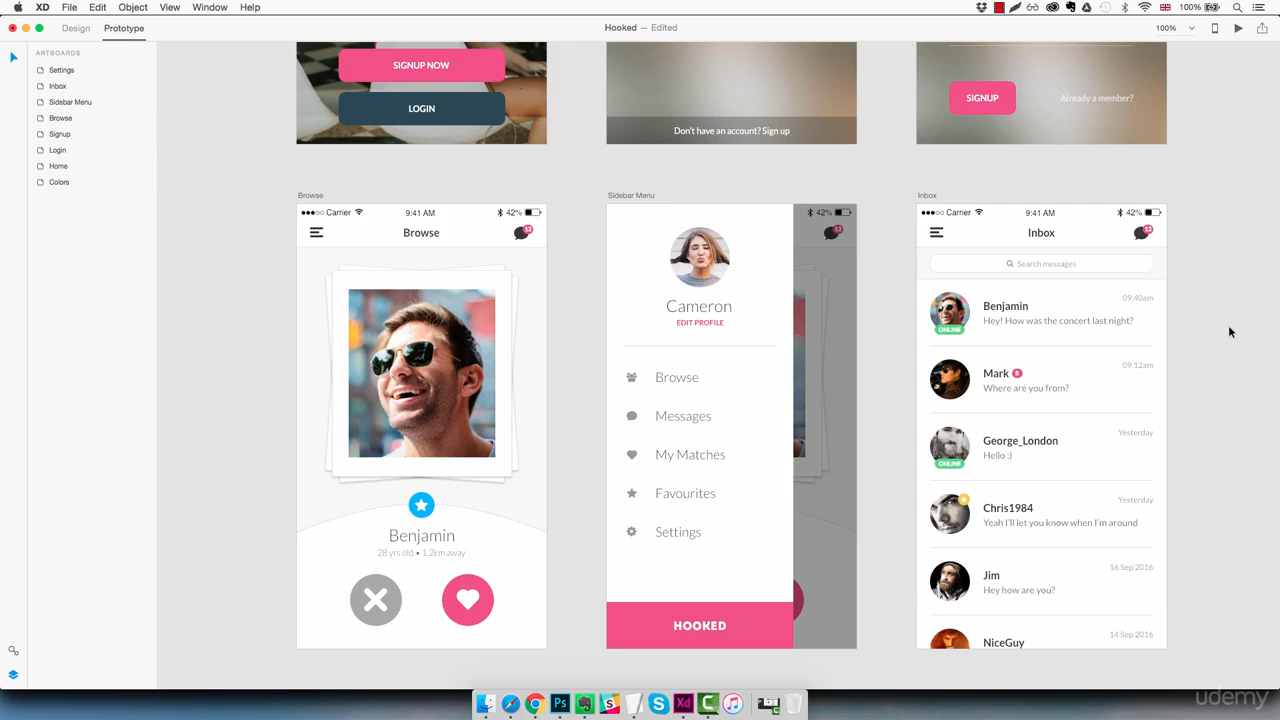 XD File Edit Object View Window Help
100%
Design Prototype
Hooked — Edited
100%
ARTBOARDS
Settings
Inbox
Sidebar Menu
Browse
Signup
Login
Home
Colors
SIGNUP NOW
LOGIN
Don't have an account? Sign up
SIGNUP
Already a member?
Browse
Carrier 9:41 AM 42%
Browse
12
Benjamin
28 yrs old • 1.2km away
Sidebar Menu
42%
12
Cameron
EDIT PROFILE
Browse
Messages
My Matches
Favourites
Settings
HOOKED
Inbox
Carrier 9:41 AM 42%
Inbox
12
Search messages
Benjamin 09.40am
Hey! How was the concert last night?
ONLINE
Mark 8 09.12am
Where are you from?
George_London Yesterday
Hello :)
ONLINE
Chris1984 Yesterday
Yeah I'll let you know when I'm around
Jim 16 Sep 2016
Hey how are you?
NiceGuy 14 Sep 2016
Ps
S
Xd
C
udemy